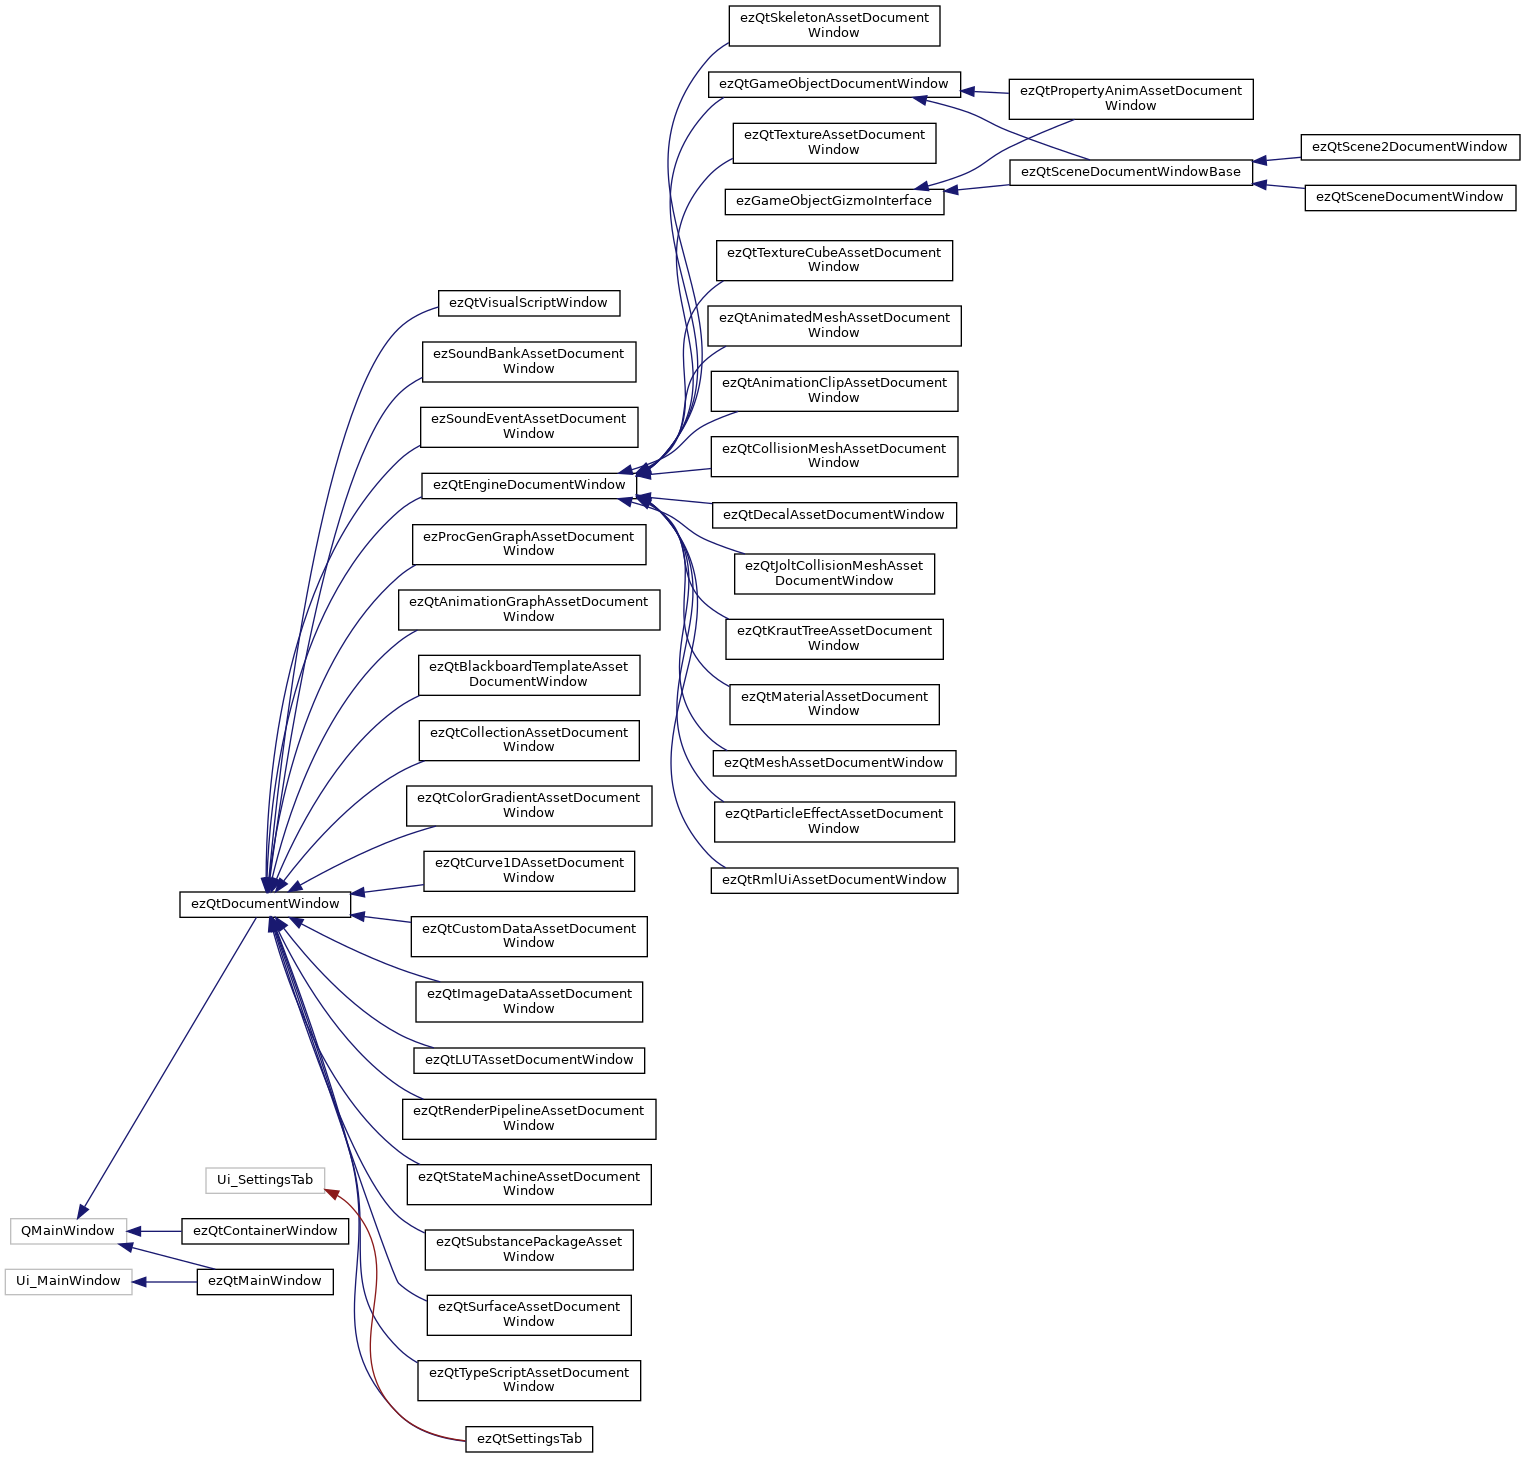 ezQtSkeletonAssetDocument
Window
ezQtGameObjectDocumentWindow
ezQtPropertyAnimAssetDocument
Window
ezQtTextureAssetDocument
Window
ezQtScene2DocumentWindow
ezQtSceneDocumentWindowBase
ezQtSceneDocumentWindow
ezGameObjectGizmoInterface
ezQtTextureCubeAssetDocument
Window
ezQtVisualScriptWindow
ezQtAnimatedMeshAssetDocument
Window
ezSoundBankAssetDocument
Window
ezQtAnimationClipAssetDocument
Window
ezSoundEventAssetDocument
Window
ezQtCollisionMeshAssetDocument
Window
ezQtEngineDocumentWindow
ezQtDecalAssetDocumentWindow
ezProcGenGraphAssetDocument
Window
ezQtJoltCollisionMeshAsset
DocumentWindow
ezQtAnimationGraphAssetDocument
Window
ezQtKrautTreeAssetDocument
Window
ezQtBlackboardTemplateAsset
DocumentWindow
ezQtMaterialAssetDocument
Window
ezQtCollectionAssetDocument
Window
ezQtMeshAssetDocumentWindow
ezQtColorGradientAssetDocument
Window
ezQtParticleEffectAssetDocument
Window
ezQtCurve1DAssetDocument
Window
ezQtRmlUiAssetDocumentWindow
ezQtDocumentWindow
ezQtCustomDataAssetDocument
Window
ezQtImageDataAssetDocument
Window
ezQtLUTAssetDocumentWindow
ezQtRenderPipelineAssetDocument
Window
Ui_SettingsTab
ezQtStateMachineAssetDocument
Window
QMainWindow
ezQtContainerWindow
ezQtSubstancePackageAsset
Window
Ui_MainWindow
ezQtMainWindow
ezQtSurfaceAssetDocument
Window
ezQtTypeScriptAssetDocument
Window
ezQtSettingsTab